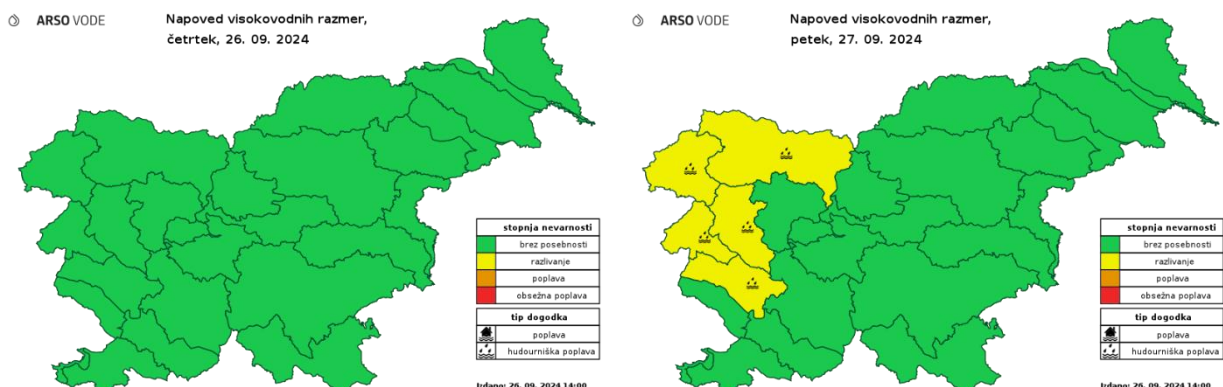 ARSO VODE
Napoved visokovodnih razmer,
četrtek, 26. 09. 2024
stopnja nevarnosti
brez posebnosti
razlivanje
poplava
obsežna poplava
tip dogodka
poplava
hudourniška poplava
Izdano: 26. 09. 2024 14:00
ARSO VODE
Napoved visokovodnih razmer,
petek, 27. 09. 2024
stopnja nevarnosti
brez posebnosti
razlivanje
poplava
obsežna poplava
tip dogodka
poplava
hudourniška poplava
Izdano: 26. 09. 2024 14:00